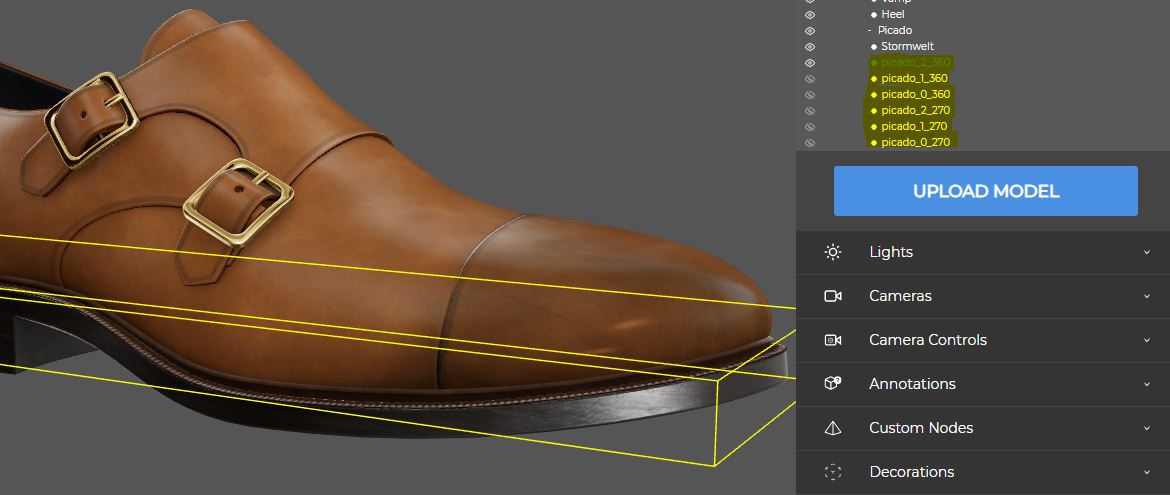 Vamp
Heel
- Picado
Stormwelt
picado_2_360
picado_1_360
picado_0_360
picado_2_270
picado_1_270
picado_0_270
UPLOAD MODEL
Lights
Cameras
Camera Controls
Annotations
Custom Nodes
Decorations